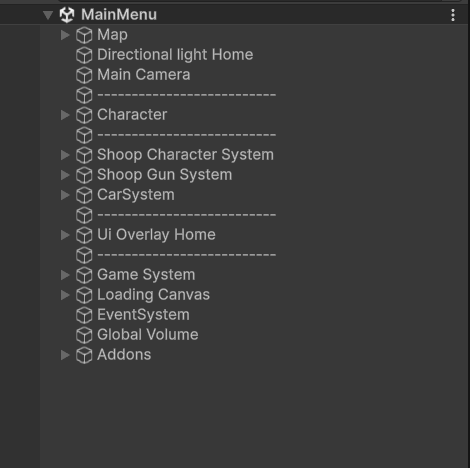 MainMenu
Map
Directional light Home
Main Camera
--------------------------
Character
--------------------------
Shoop Character System
Shoop Gun System
CarSystem
--------------------------
Ui Overlay Home
--------------------------
Game System
Loading Canvas
EventSystem
Global Volume
Addons